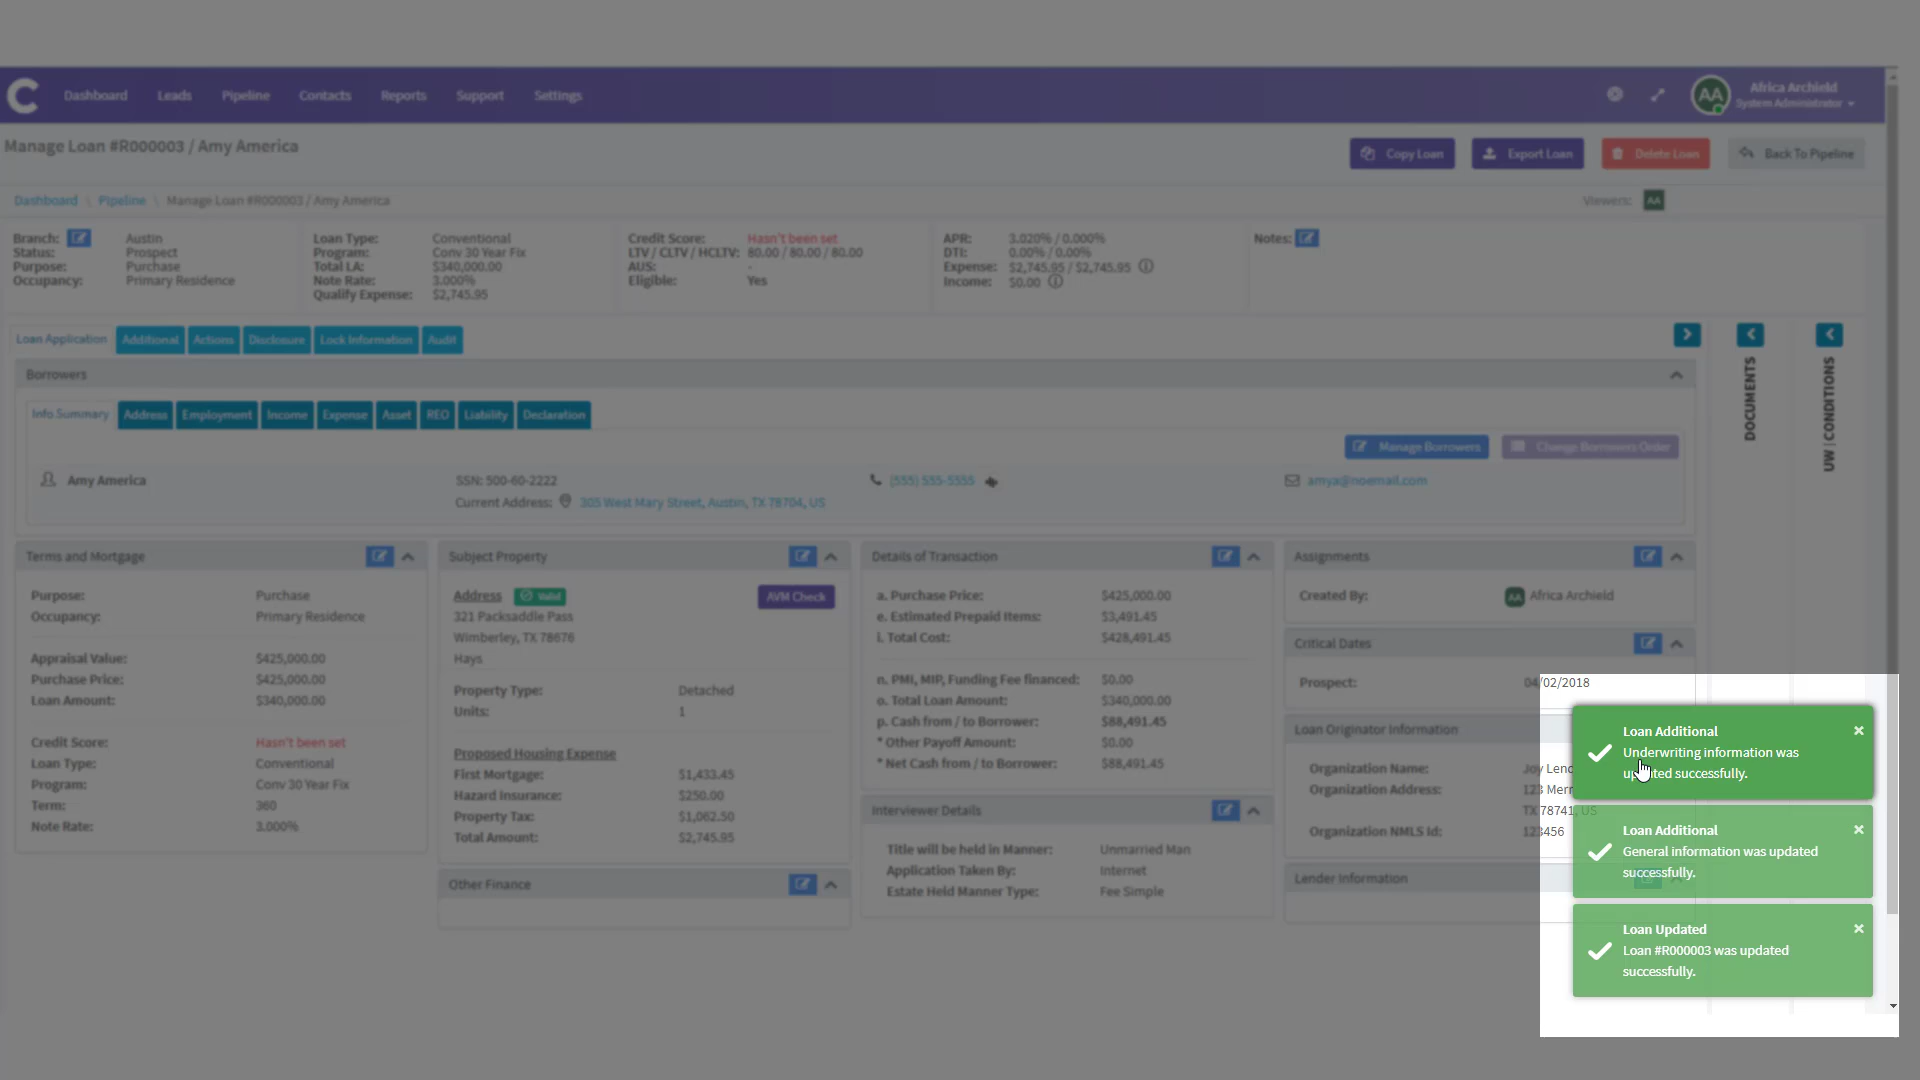 Dashboard Leads Pipeline Contacts Reports Support Settings
AA Africa Archield
System Administrator
Manage Loan #R000003 / Amy America
Copy Loan Export Loan Delete Loan Back To Pipeline
Dashboard \ Pipeline \ Manage Loan #R000003 / Amy America
Viewers: AA
Branch: Austin
Status: Prospect
Purpose: Purchase
Occupancy: Primary Residence
Loan Type: Conventional
Program: Conv 30 Year Fix
Total LA: $340,000.00
Note Rate: 3.000%
Qualify Expense: $2,745.95
Credit Score: Hasn't been set
LTV / CLTV / HCLTV: 80.00 / 80.00 / 80.00
AUS: -
Eligible: Yes
APR: 3.020% / 0.000%
DTI: 0.00% / 0.00%
Expense: $2,745.95 / $2,745.95
Income: $0.00
Notes:
Loan Application Additional Actions Disclosure Lock Information Audit
DOCUMENTS
UW | CONDITIONS
Borrowers
Info Summary Address Employment Income Expense Asset REO Liability Declaration
Manage Borrowers Change Borrowers Order
Amy America
SSN: 500-60-2222
(555) 555-5555
amya@noemail.com
Current Address: 305 West Mary Street, Austin, TX 78704, US
Terms and Mortgage
Purpose: Purchase
Occupancy: Primary Residence
Appraisal Value: $425,000.00
Purchase Price: $425,000.00
Loan Amount: $340,000.00
Credit Score: Hasn't been set
Loan Type: Conventional
Program: Conv 30 Year Fix
Term: 360
Note Rate: 3.000%
Subject Property
Address Valid AVM Check
321 Packsaddle Pass
Wimberley, TX 78676
Hays
Property Type: Detached
Units: 1
Proposed Housing Expense
First Mortgage: $1,433.45
Hazard Insurance: $250.00
Property Tax: $1,062.50
Total Amount: $2,745.95
Other Finance
Details of Transaction
a. Purchase Price: $425,000.00
e. Estimated Prepaid Items: $3,491.45
i. Total Cost: $428,491.45
n. PMI, MIP, Funding Fee financed: $0.00
o. Total Loan Amount: $340,000.00
p. Cash from / to Borrower: $88,491.45
* Other Payoff Amount: $0.00
* Net Cash from / to Borrower: $88,491.45
Interviewer Details
Title will be held in Manner: Unmarried Man
Application Taken By: Internet
Estate Held Manner Type: Fee Simple
Assignments
Created By: AA Africa Archield
Critical Dates
Prospect: 04/02/2018
Loan Originator Information
Organization Name: Joy Lend
Organization Address: 123 Merr
TX 78741, US
Organization NMLS Id: 123456
Lender Information
Loan Additional ×
Underwriting information was
updated successfully.
Loan Additional ×
General information was updated
successfully.
Loan Updated ×
Loan #R000003 was updated
successfully.